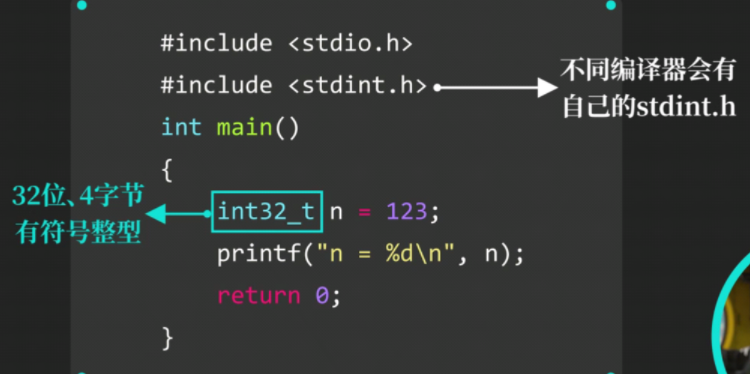 #include <stdio.h>
#include <stdint.h>
不同编译器会有
自己的stdint.h
int main()
{
32位、4字节
有符号整型
int32_t n = 123;
printf("n = %d\n", n);
return 0;
}